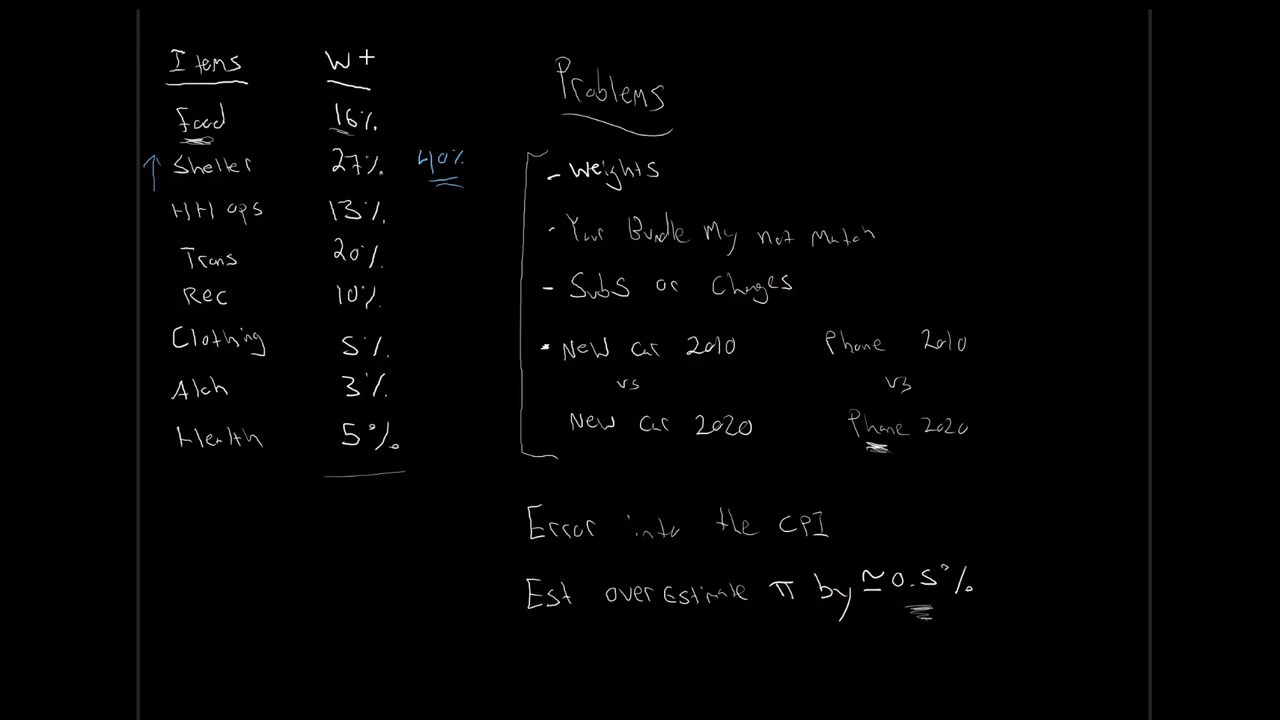 Items Wt
Food 16%
Shelter 27% 40%
HH ops 13%
Trans 20%
Rec 10%
Clothing 5%
Alch 3%
Health 5%
Problems
- Weights
- Your Bundle My not Match
- Subs or Changes
- New car 2010 Phone 2010
vs vs
New Car 2020 Phone 2020
Error into the CPI
Est over Estimate π by ≃ 0.5%